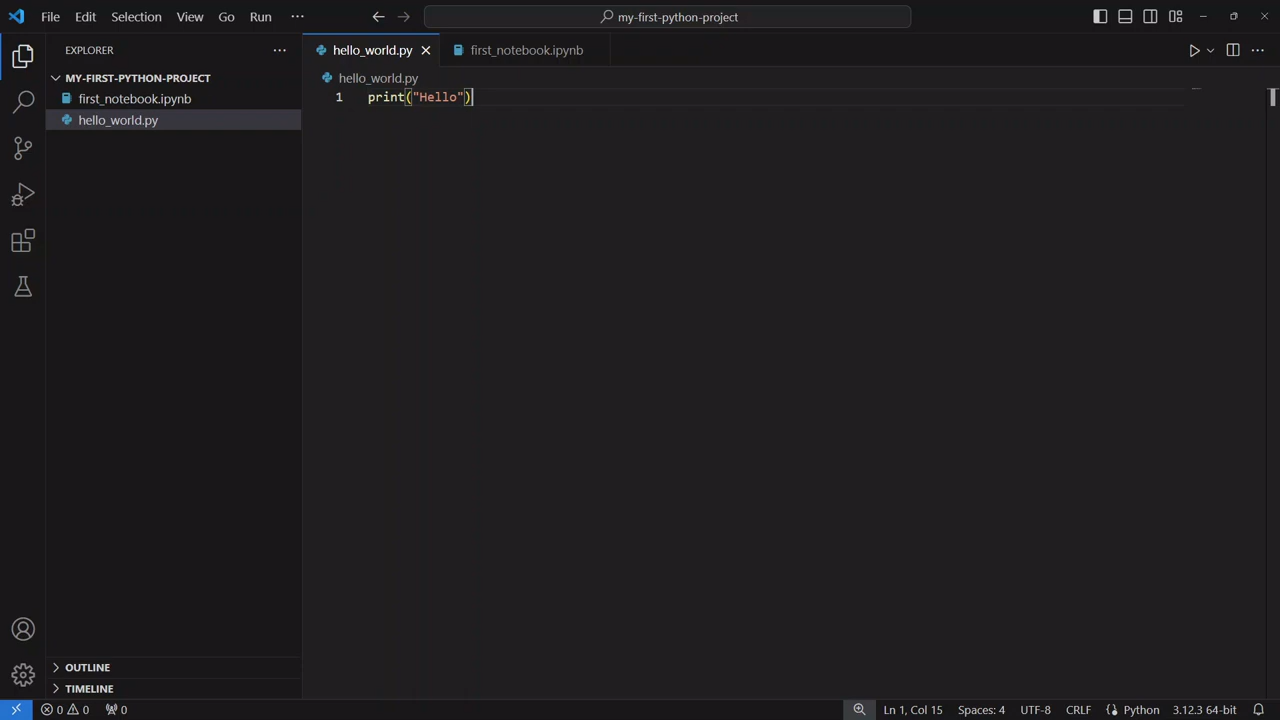 File Edit Selection View Go Run
my-first-python-project
EXPLORER
MY-FIRST-PYTHON-PROJECT
first_notebook.ipynb
hello_world.py
OUTLINE
TIMELINE
hello_world.py first_notebook.ipynb
hello_world.py
1 print("Hello")
0 0 0 Ln 1, Col 15 Spaces: 4 UTF-8 CRLF Python 3.12.3 64-bit